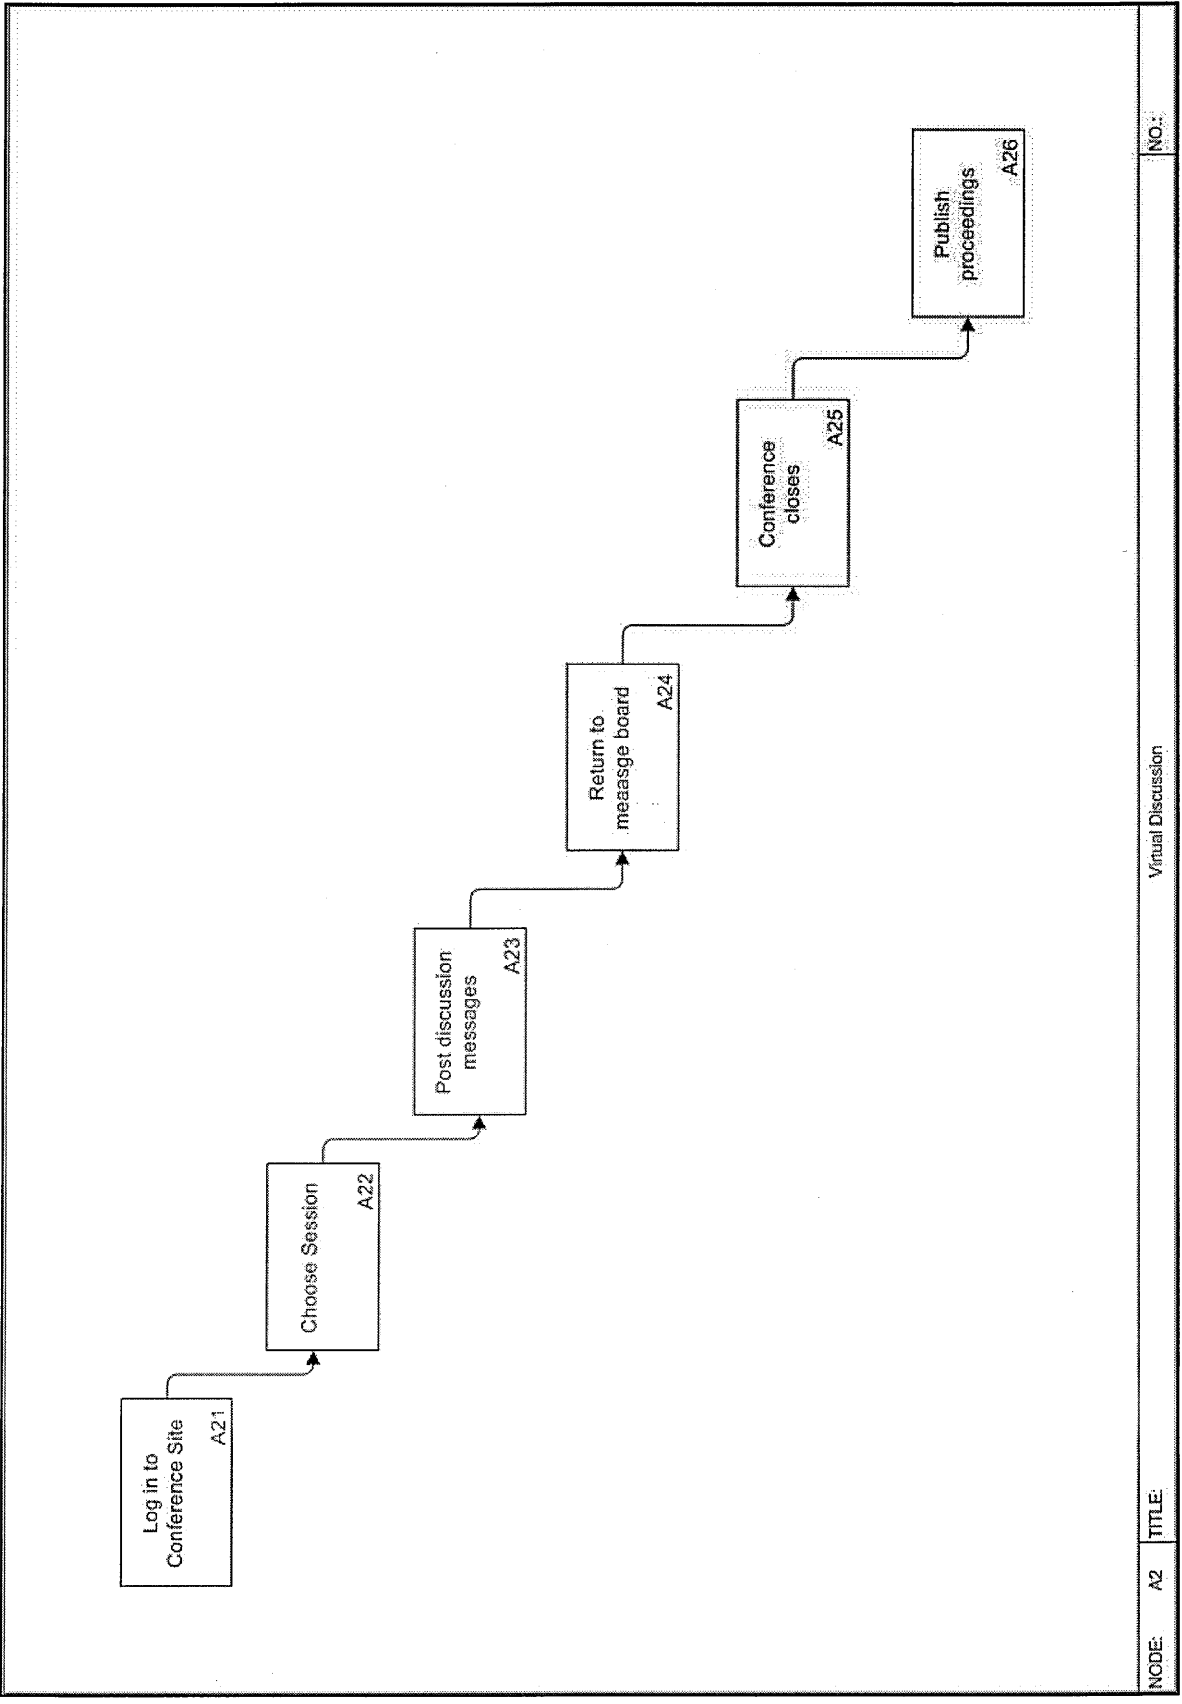 Log in to
Conference Site
A21
Choose Session
A22
Post discussion
messages
A23
Return to
meaasge board
A24
Conference
closes
A25
Publish
proceedings
A26
NODE: A2 TITLE: Virtual Discussion NO.: